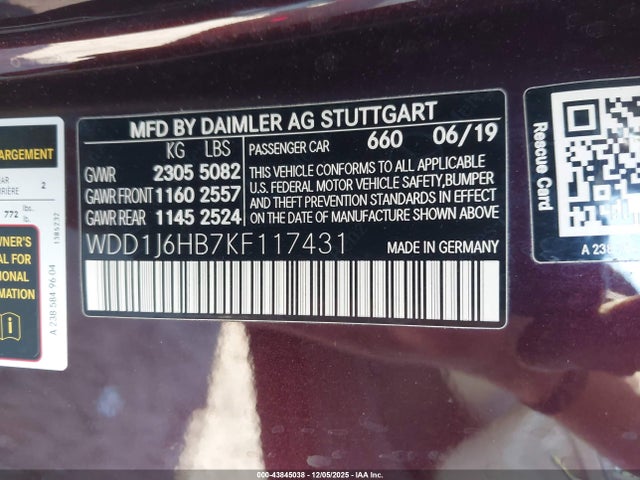 MFD BY DAIMLER AG STUTTGART
KG LBS PASSENGER CAR 660 06/19
GVWR 2305 5082
GAWR FRONT 1160 2557
GAWR REAR 1145 2524
THIS VEHICLE CONFORMS TO ALL APPLICABLE
U.S. FEDERAL MOTOR VEHICLE SAFETY, BUMPER
AND THEFT PREVENTION STANDARDS
IN EFFECT ON THE DATE OF
MANUFACTURE SHOWN ABOVE.
WDD1J6HB7KF117431 MADE IN GERMANY
2
772 lbs.
1385232
A 238 584 96 04
Rescue Card
000-43845038 - 12/05/2025 - IAA Inc.